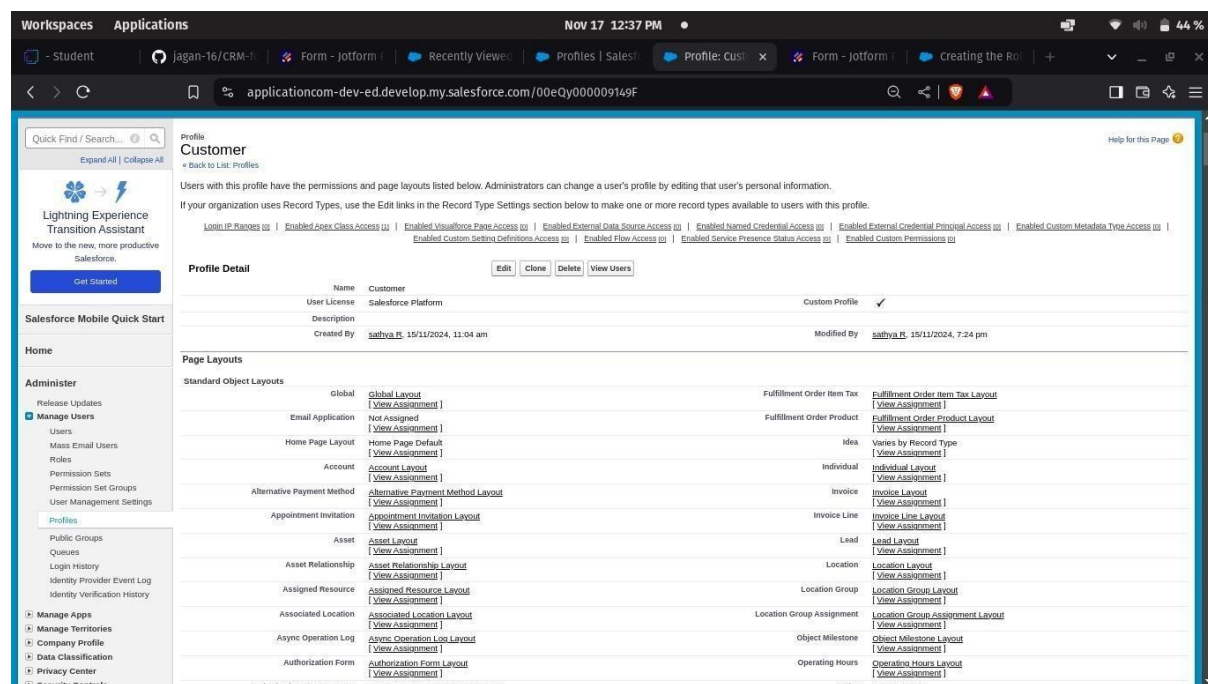 Workspaces Applications Nov 17 12:37 PM 44 %
- Student jagan-16/CRM-f Form - Jotform F Recently Viewed Profiles | Salesf Profile: Cust Form - Jotform F Creating the Rol
applicationcom-dev-ed.develop.my.salesforce.com/00eQy000009149F
Quick Find / Search...
Expand All | Collapse All
Lightning Experience
Transition Assistant
Move to the new, more productive
Salesforce.
Get Started
Salesforce Mobile Quick Start
Home
Administer
Release Updates
Manage Users
Users
Mass Email Users
Roles
Permission Sets
Permission Set Groups
User Management Settings
Profiles
Public Groups
Queues
Login History
Identity Provider Event Log
Identity Verification History
Manage Apps
Manage Territories
Company Profile
Data Classification
Privacy Center
Profile
Customer
« Back to List: Profiles
Help for this Page
Users with this profile have the permissions and page layouts listed below. Administrators can change a user's profile by editing that user's personal information.
If your organization uses Record Types, use the Edit links in the Record Type Settings section below to make one or more record types available to users with this profile.
Login IP Ranges [0] | Enabled Apex Class Access [1] | Enabled Visualforce Page Access [0] | Enabled External Data Source Access [0] | Enabled Named Credential Access [0] | Enabled External Credential Principal Access [0] | Enabled Custom Metadata Type Access [0] |
Enabled Custom Setting Definitions Access [0] | Enabled Flow Access [0] | Enabled Service Presence Status Access [0] | Enabled Custom Permissions [0]
Profile Detail Edit Clone Delete View Users
Name Customer
User License Salesforce Platform Custom Profile ✓
Description
Created By sathya R, 15/11/2024, 11:04 am Modified By sathya R, 15/11/2024, 7:24 pm
Page Layouts
Standard Object Layouts
Global Global Layout Fulfillment Order Item Tax Fulfillment Order Item Tax Layout
[ View Assignment ] [ View Assignment ]
Email Application Not Assigned Fulfillment Order Product Fulfillment Order Product Layout
[ View Assignment ] [ View Assignment ]
Home Page Layout Home Page Default Idea Varies by Record Type
[ View Assignment ] [ View Assignment ]
Account Account Layout Individual Individual Layout
[ View Assignment ] [ View Assignment ]
Alternative Payment Method Alternative Payment Method Layout Invoice Invoice Layout
[ View Assignment ] [ View Assignment ]
Appointment Invitation Appointment Invitation Layout Invoice Line Invoice Line Layout
[ View Assignment ] [ View Assignment ]
Asset Asset Layout Lead Lead Layout
[ View Assignment ] [ View Assignment ]
Asset Relationship Asset Relationship Layout Location Location Layout
[ View Assignment ] [ View Assignment ]
Assigned Resource Assigned Resource Layout Location Group Location Group Layout
[ View Assignment ] [ View Assignment ]
Associated Location Associated Location Layout Location Group Assignment Location Group Assignment Layout
[ View Assignment ] [ View Assignment ]
Async Operation Log Async Operation Log Layout Object Milestone Object Milestone Layout
[ View Assignment ] [ View Assignment ]
Authorization Form Authorization Form Layout Operating Hours Operating Hours Layout
[ View Assignment ] [ View Assignment ]